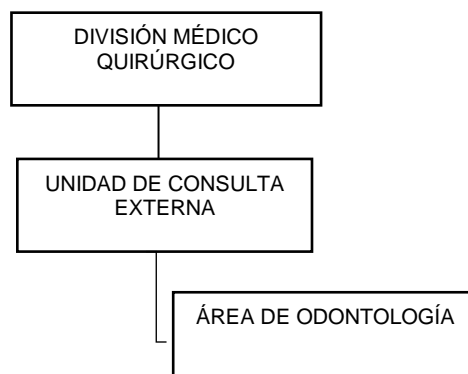 DIVISIÓN MÉDICO
QUIRÚRGICO
UNIDAD DE CONSULTA
EXTERNA
ÁREA DE ODONTOLOGÍA